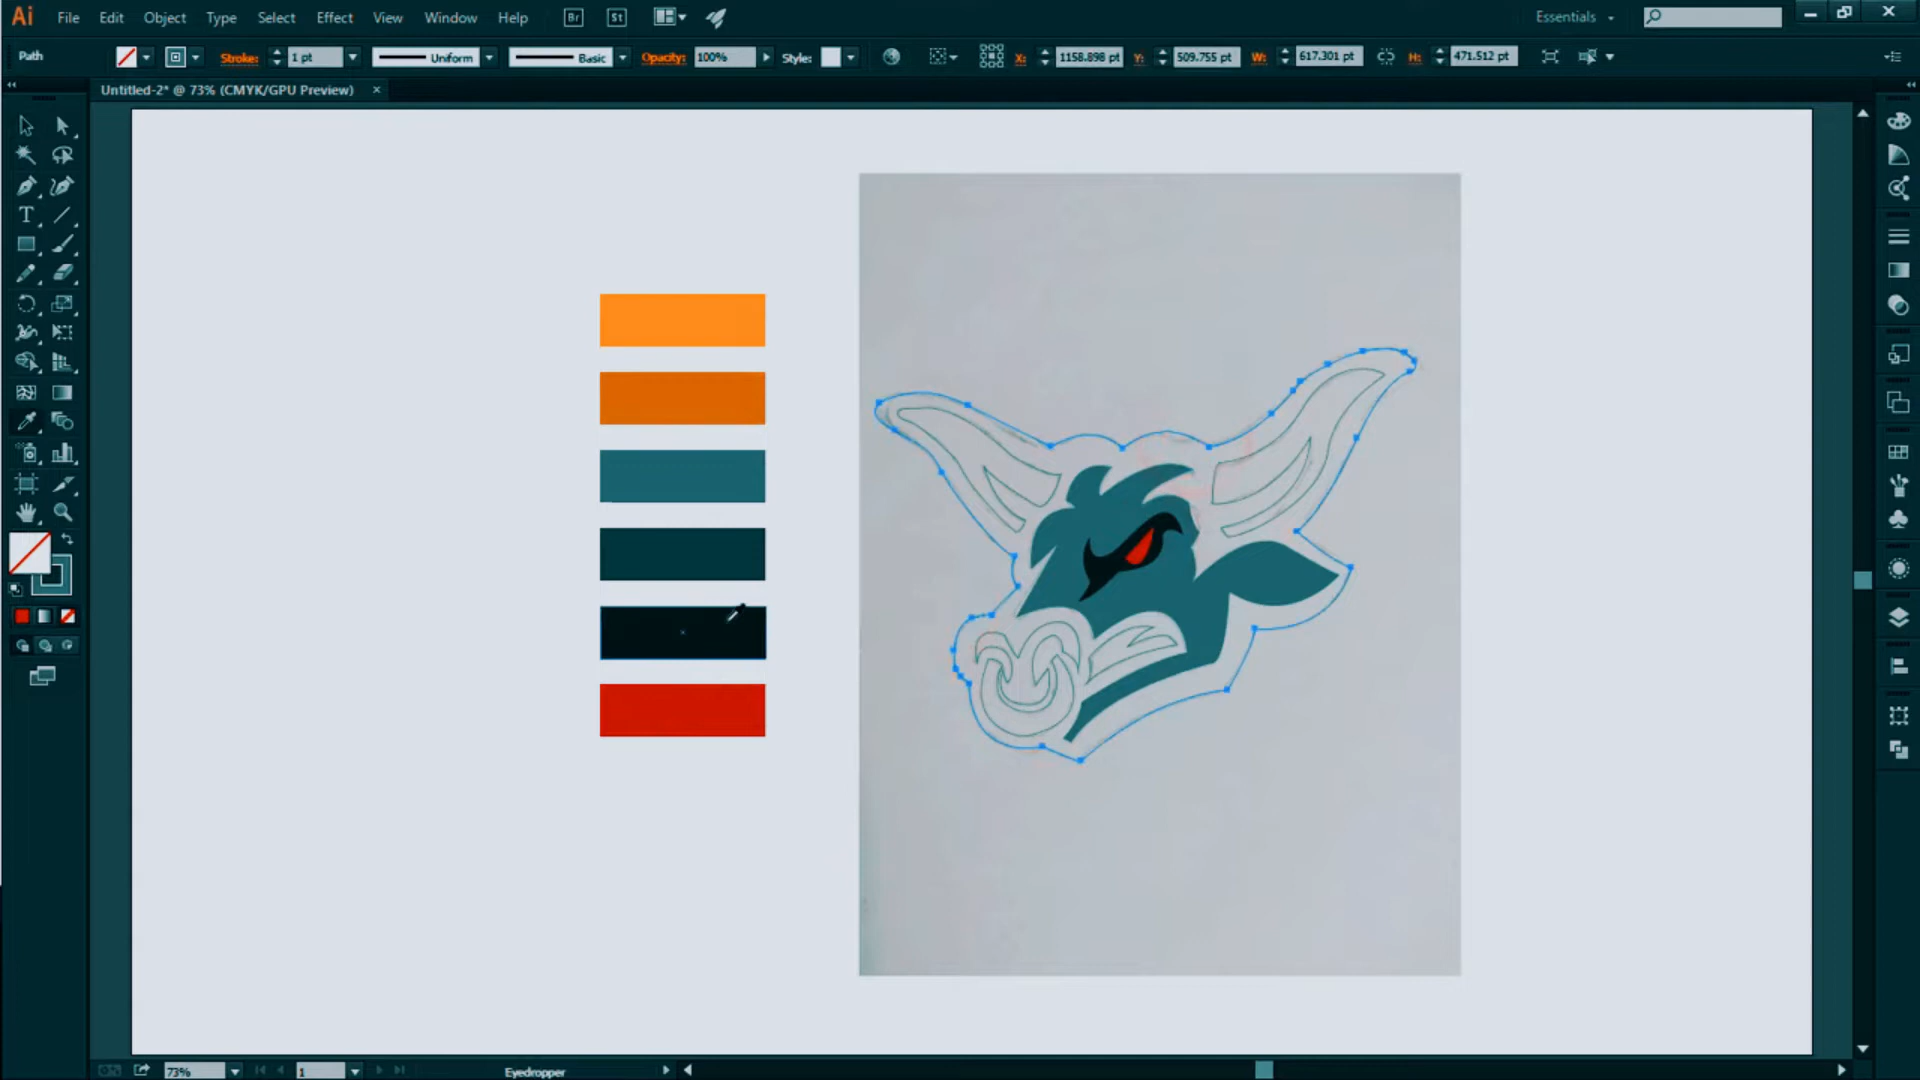 Ai File Edit Object Type Select Effect View Window Help Br St Essentials
Path Stroke: 1 pt Uniform Basic Opacity: 100% Style: X: 1158.898 pt Y: 509.755 pt W: 617.301 pt H: 471.512 pt
Untitled-2* @ 73% (CMYK/GPU Preview) ×
T
73% 1 Eyedropper